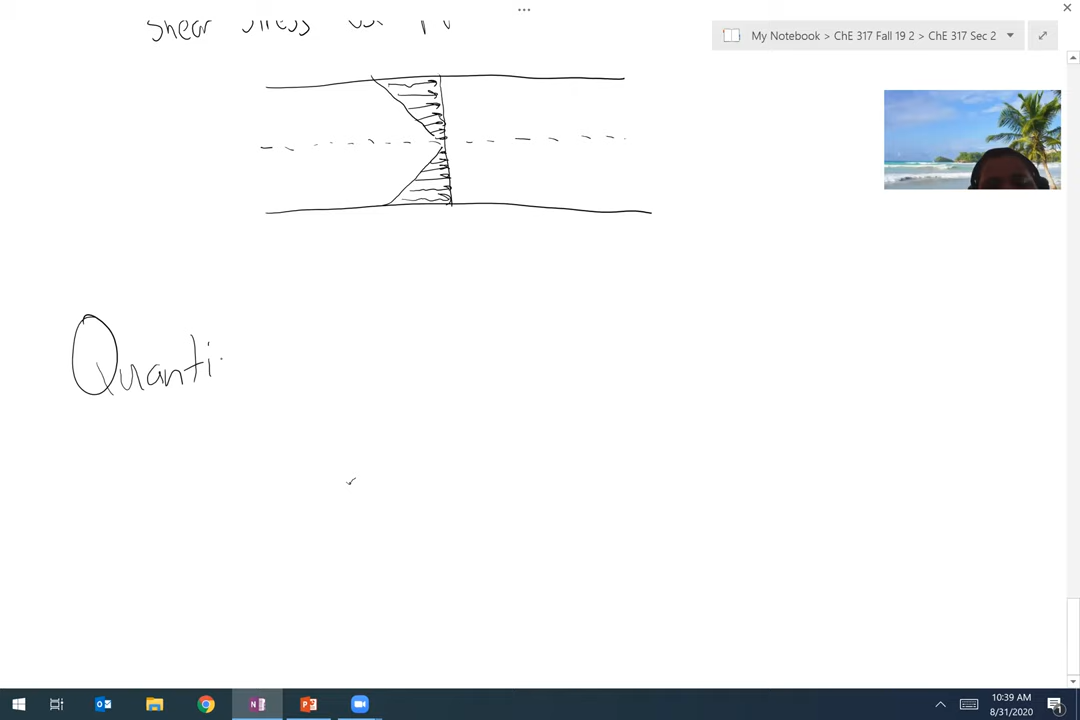 shear stress
My Notebook > ChE 317 Fall 19 2 > ChE 317 Sec 2
Quanti
10:39 AM
8/31/2020